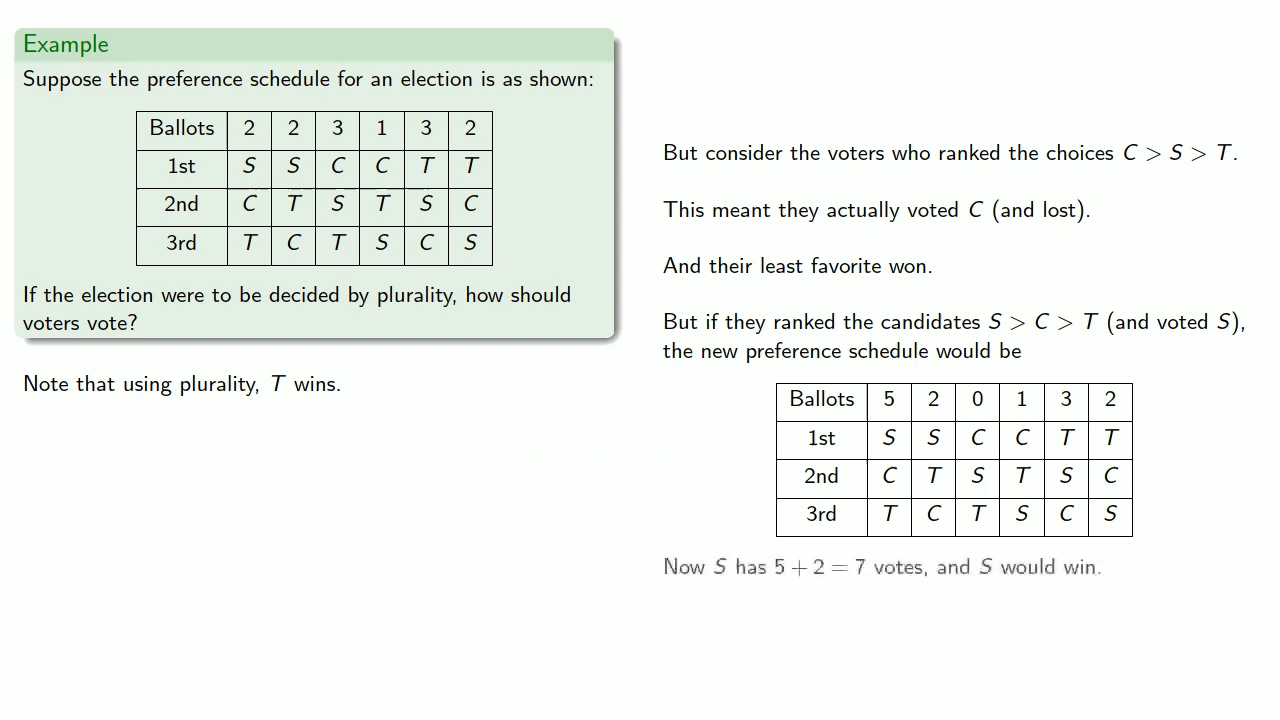 Example
Suppose the preference schedule for an election is as shown:
Ballots 2 2 3 1 3 2
1st S S C C T T
2nd C T S T S C
3rd T C T S C S
If the election were to be decided by plurality, how should
voters vote?
Note that using plurality, T wins.
But consider the voters who ranked the choices C > S > T.
This meant they actually voted C (and lost).
And their least favorite won.
But if they ranked the candidates S > C > T (and voted S),
the new preference schedule would be
Ballots 5 2 0 1 3 2
1st S S C C T T
2nd C T S T S C
3rd T C T S C S
Now S has 5 + 2 = 7 votes, and S would win.